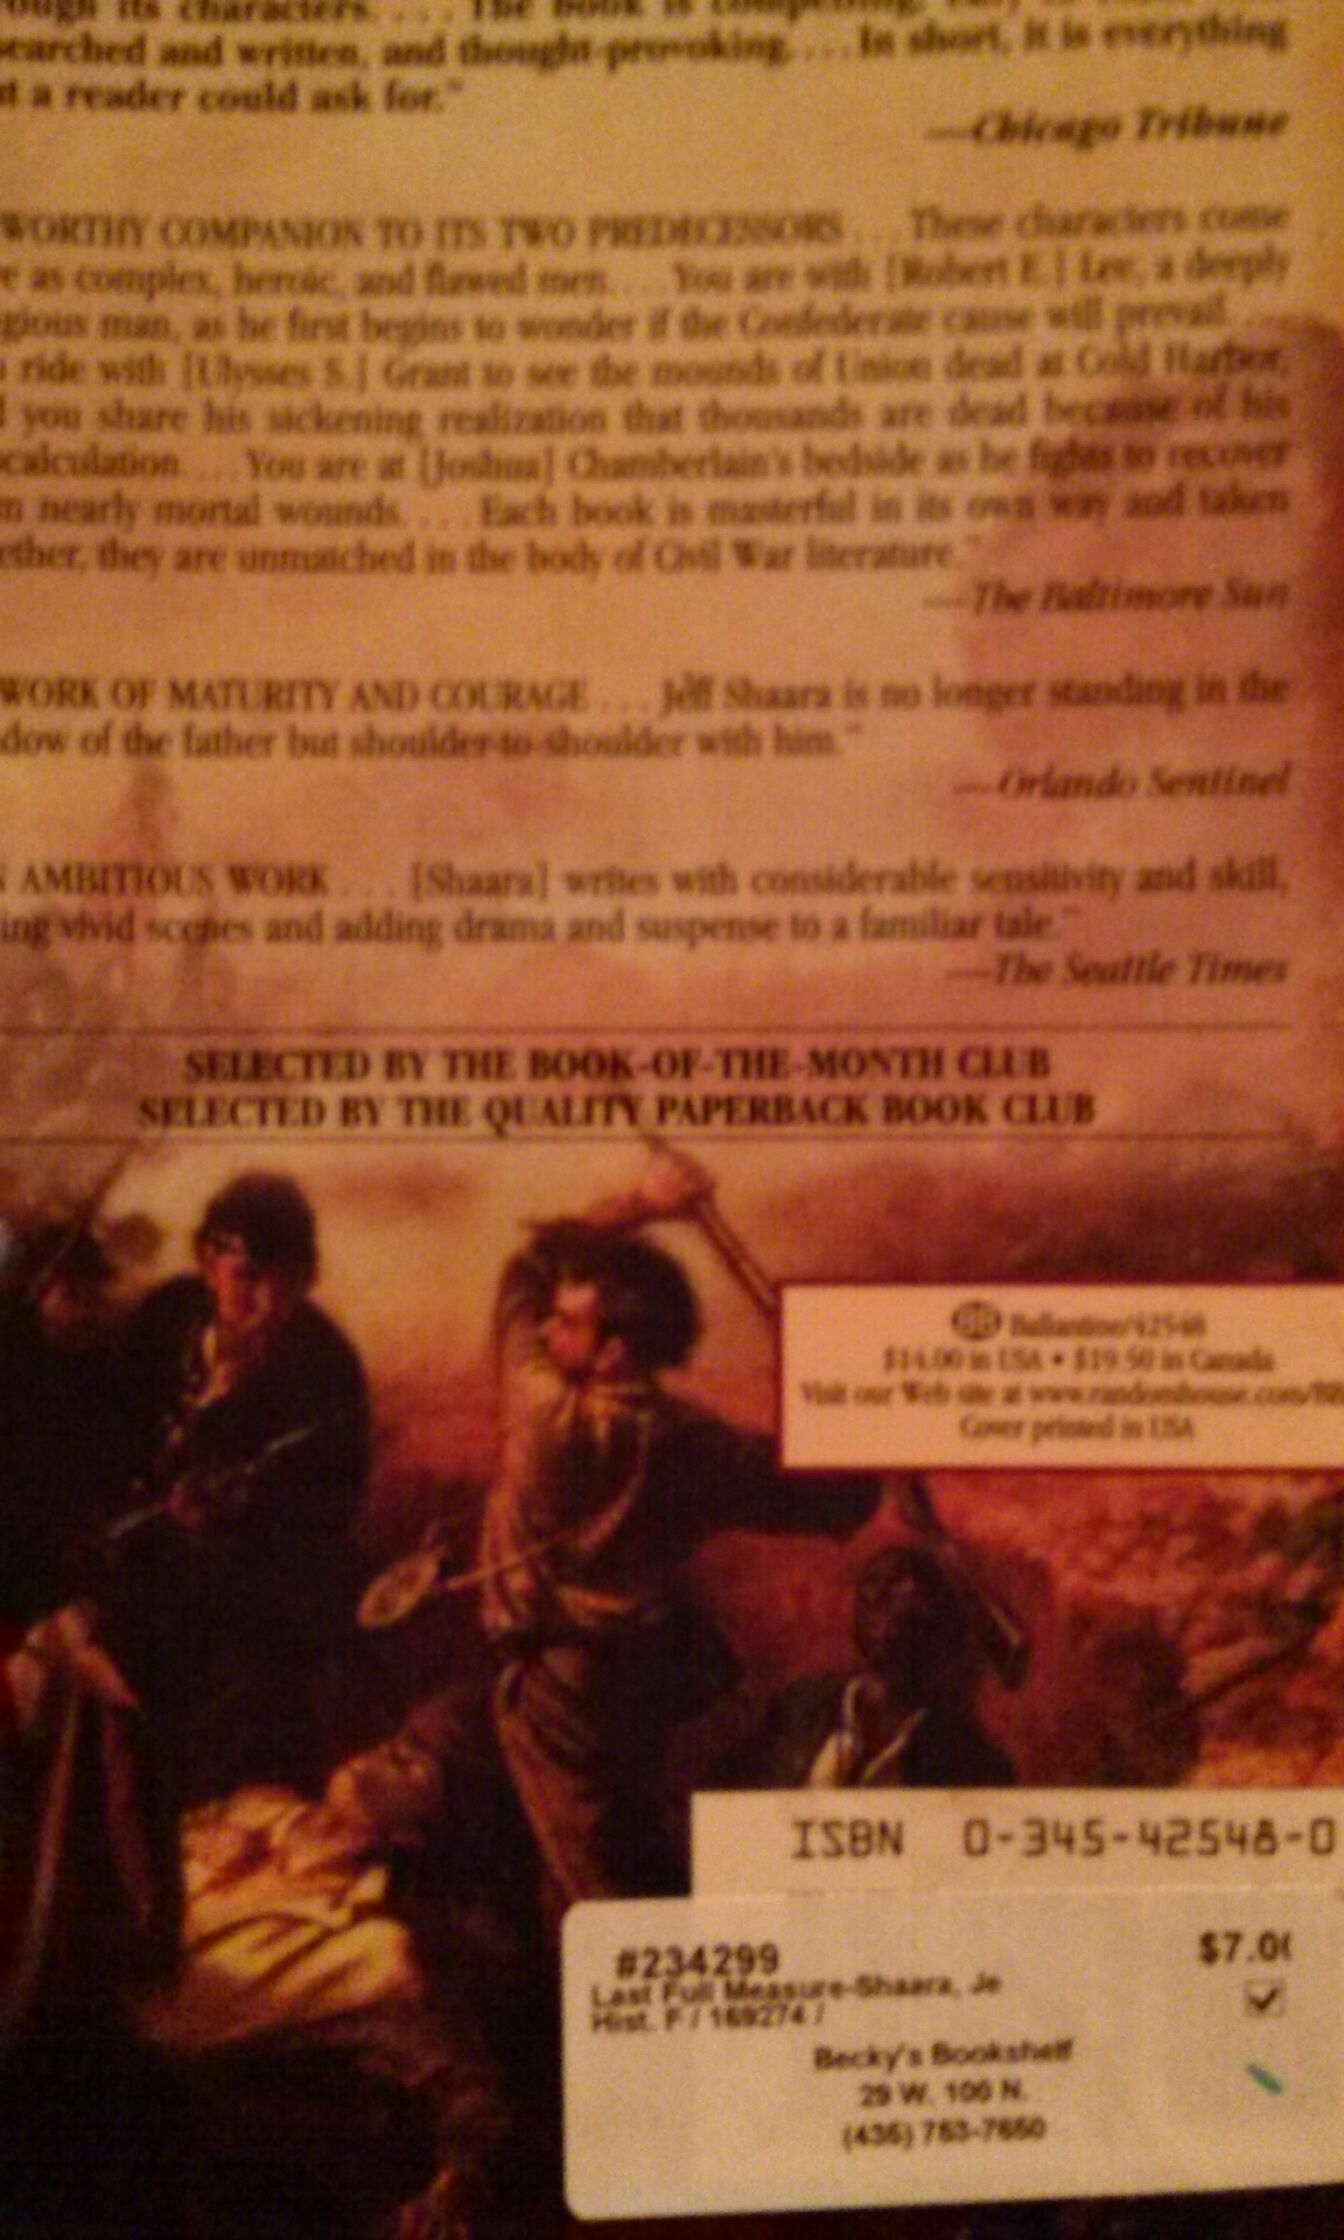 ough its characters. . . . The book is compelling, easy to
searched and written, and thought-provoking. . . . In short, it is everything
t a reader could ask for."
—Chicago Tribune
WORTHY COMPANION TO ITS TWO PREDECESSORS . . . These characters come
e as complex, heroic, and flawed men. . . . You are with [Robert E.] Lee, a deeply
gious man, as he first begins to wonder if the Confederate cause will prevail. . . .
ride with [Ulysses S.] Grant to see the mounds of Union dead at Cold Harbor,
you share his sickening realization that thousands are dead because of his
calculation. . . . You are at [Joshua] Chamberlain's bedside as he fights to recover
m nearly mortal wounds. . . . Each book is masterful in its own way and taken
ether, they are unmatched in the body of Civil War literature."
—The Baltimore Sun
WORK OF MATURITY AND COURAGE . . . Jeff Shaara is no longer standing in the
dow of the father but shoulder-to-shoulder with him."
—Orlando Sentinel
AMBITIOUS WORK . . . [Shaara] writes with considerable sensitivity and skill,
ing vivid scenes and adding drama and suspense to a familiar tale."
—The Seattle Times
SELECTED BY THE BOOK-OF-THE-MONTH CLUB
SELECTED BY THE QUALITY PAPERBACK BOOK CLUB
BB Ballantine/42548
$14.00 in USA • $19.50 in Canada
Visit our Web site at www.randomhouse.com/BB
Cover printed in USA
ISBN 0-345-42548-0
#234299 $7.0
Last Full Measure-Shaara, Je
Hist. F / 169274 /
Becky's Bookshelf
29 W. 100 N.
(435) 753-7650